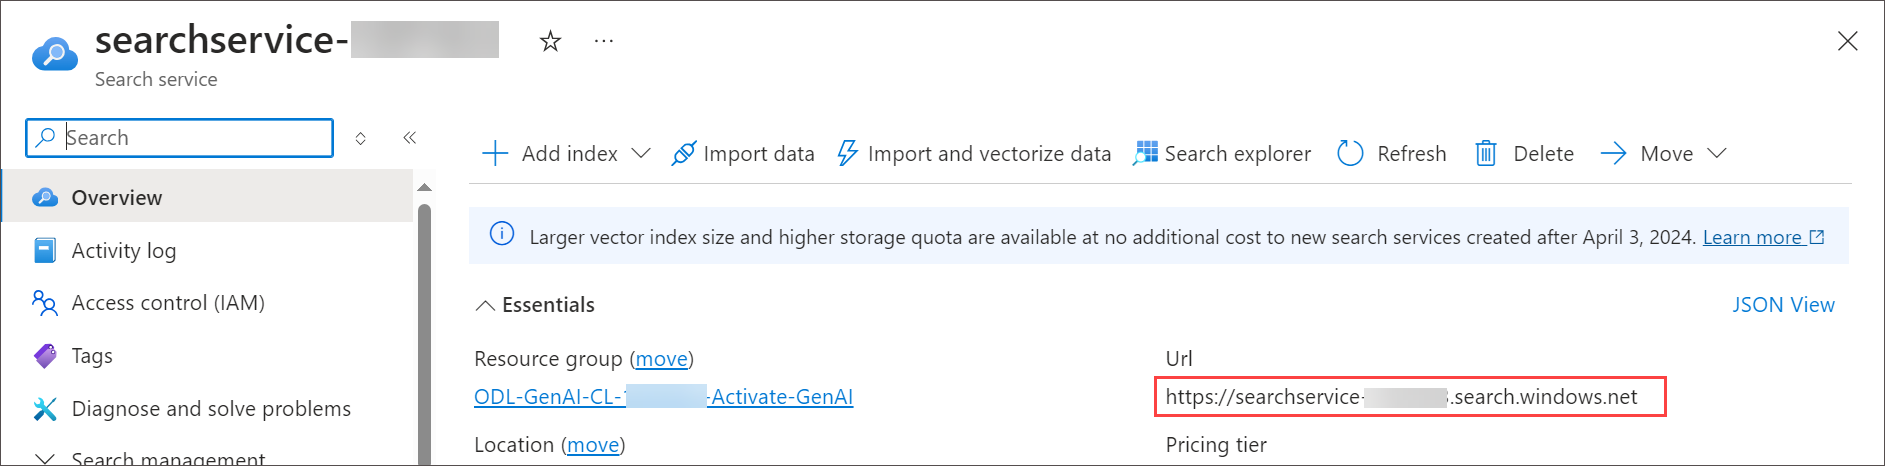 searchservice-
Search service
Search
Add index
Import data
Import and vectorize data
Search explorer
Refresh
Delete
Move
Overview
Activity log
Access control (IAM)
Tags
Diagnose and solve problems
Search management
Larger vector index size and higher storage quota are available at no additional cost to new search services created after April 3, 2024. Learn more
Essentials
JSON View
Resource group (move)
ODL-GenAI-CL- -Activate-GenAI
Location (move)
Url
https://searchservice- .search.windows.net
Pricing tier